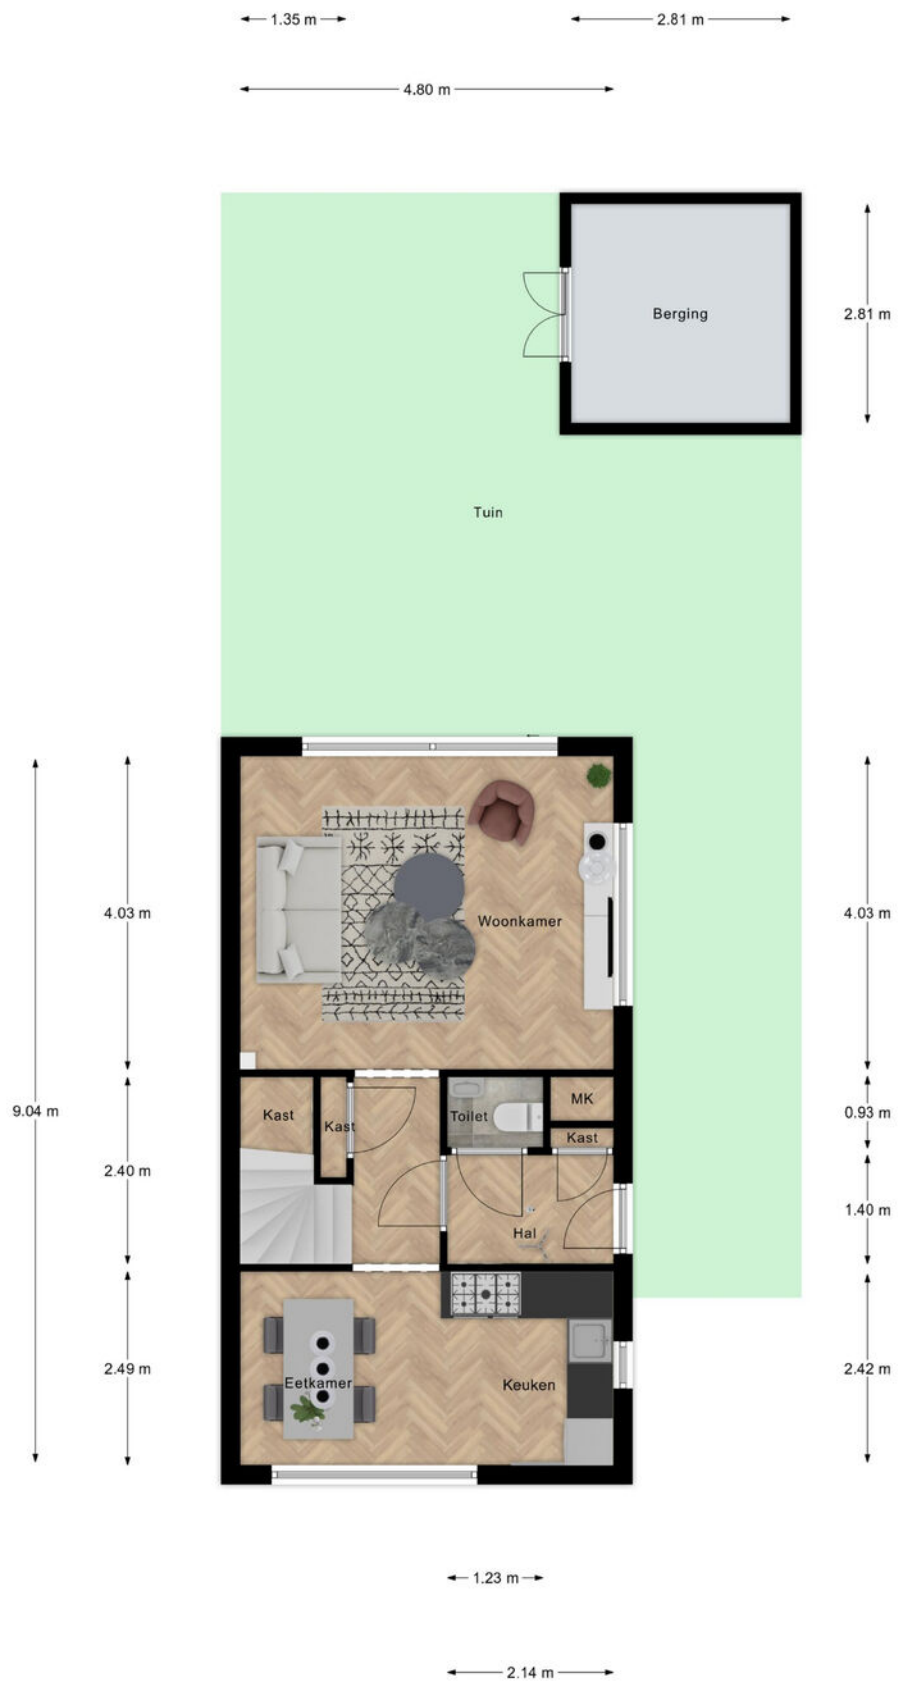 1.35 m
2.81 m
4.80 m
Berging
2.81 m
Tuin
4.03 m
Woonkamer
4.03 m
9.04 m
Kast
Kast
Toilet
MK
Kast
0.93 m
2.40 m
Hal
1.40 m
2.49 m
Eetkamer
Keuken
2.42 m
1.23 m
2.14 m